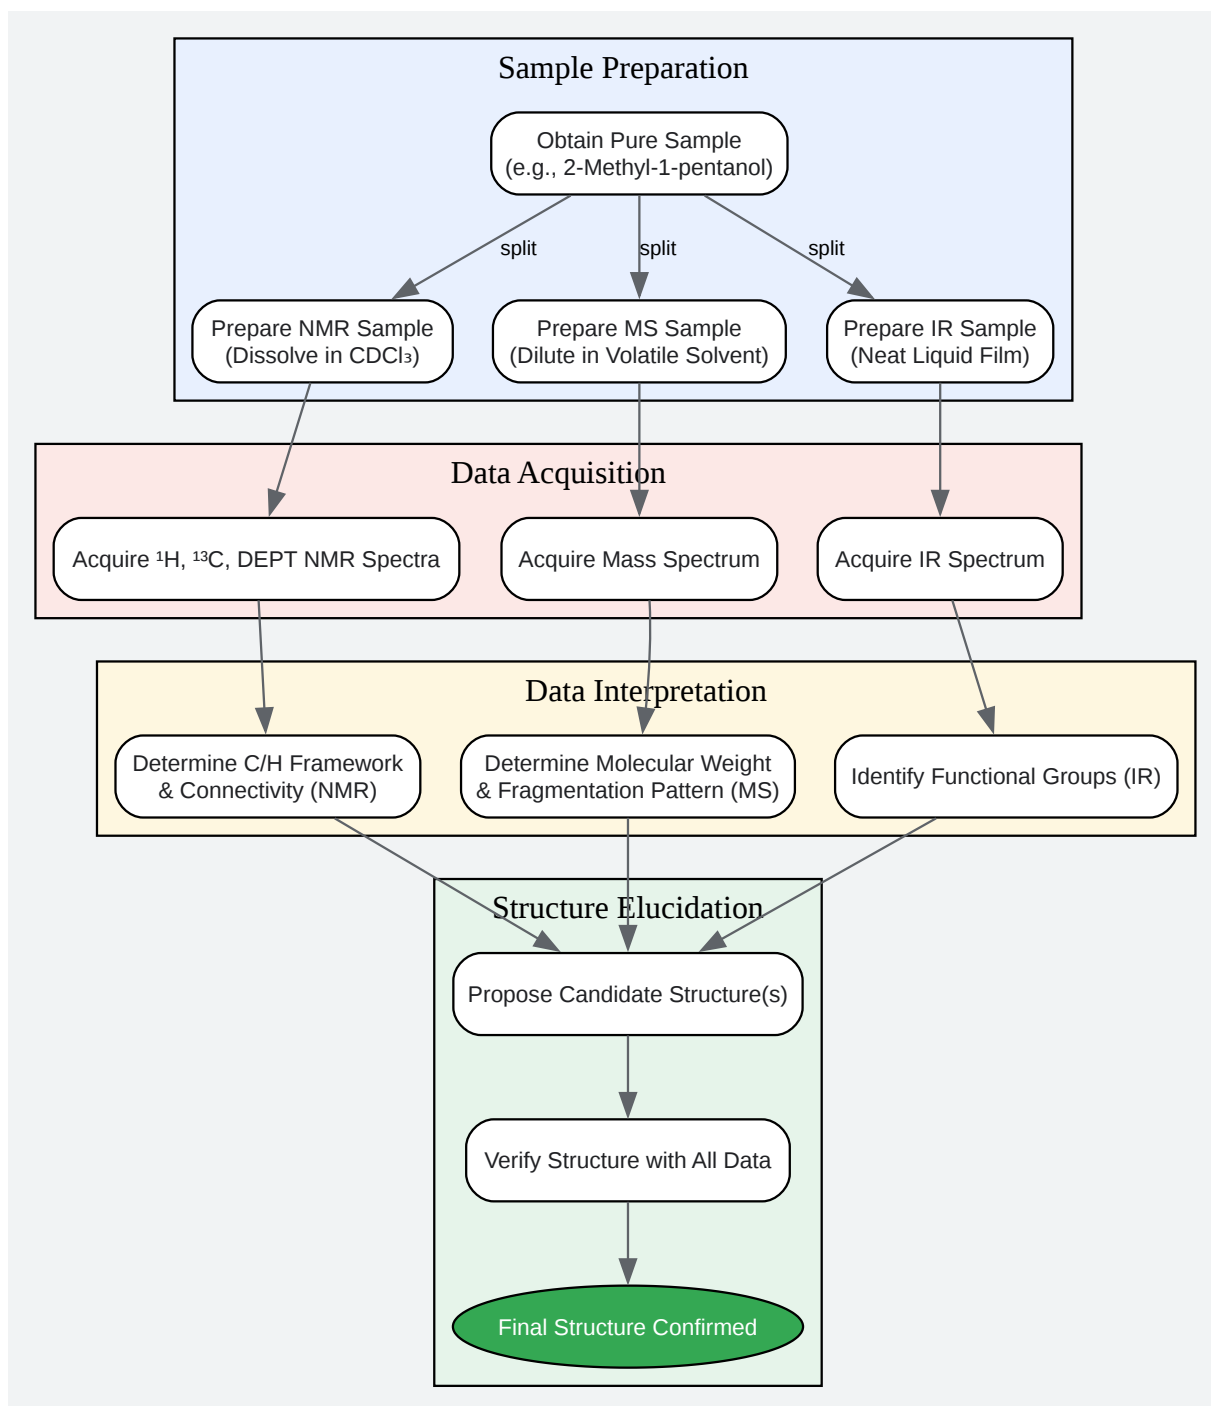 Sample Preparation
Obtain Pure Sample
(e.g., 2-Methyl-1-pentanol)
split
split
split
Prepare NMR Sample
(Dissolve in CDCl₃)
Prepare MS Sample
(Dilute in Volatile Solvent)
Prepare IR Sample
(Neat Liquid Film)
Data Acquisition
Acquire ¹H, ¹³C, DEPT NMR Spectra
Acquire Mass Spectrum
Acquire IR Spectrum
Data Interpretation
Determine C/H Framework
& Connectivity (NMR)
Determine Molecular Weight
& Fragmentation Pattern (MS)
Identify Functional Groups (IR)
Structure Elucidation
Propose Candidate Structure(s)
Verify Structure with All Data
Final Structure Confirmed